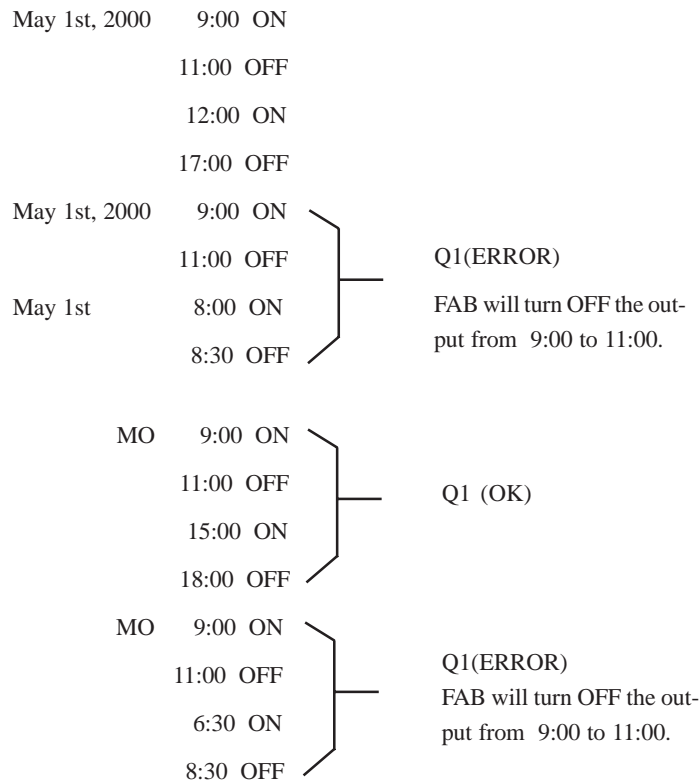 May 1st, 2000 9:00 ON
11:00 OFF
12:00 ON
17:00 OFF
May 1st, 2000 9:00 ON
11:00 OFF
May 1st 8:00 ON
8:30 OFF
Q1(ERROR)
FAB will turn OFF the out-
put from 9:00 to 11:00.
MO 9:00 ON
11:00 OFF
15:00 ON
18:00 OFF
Q1 (OK)
MO 9:00 ON
11:00 OFF
6:30 ON
8:30 OFF
Q1(ERROR)
FAB will turn OFF the out-
put from 9:00 to 11:00.